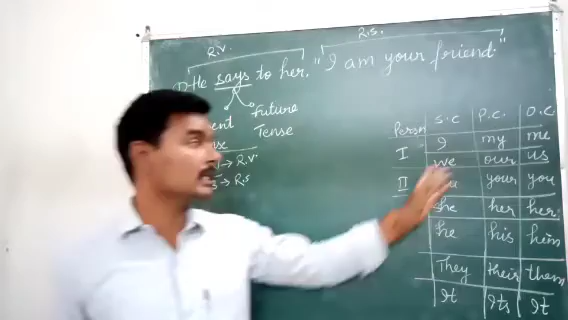 R.V. R.S.
1) He says to her, "I am your friend."
Future
Tense
→ R.V.
→ R.S
Person S.C P.C. O.C.
I I my me
we our us
II your you
she her her
he his him
They their them
It Its It